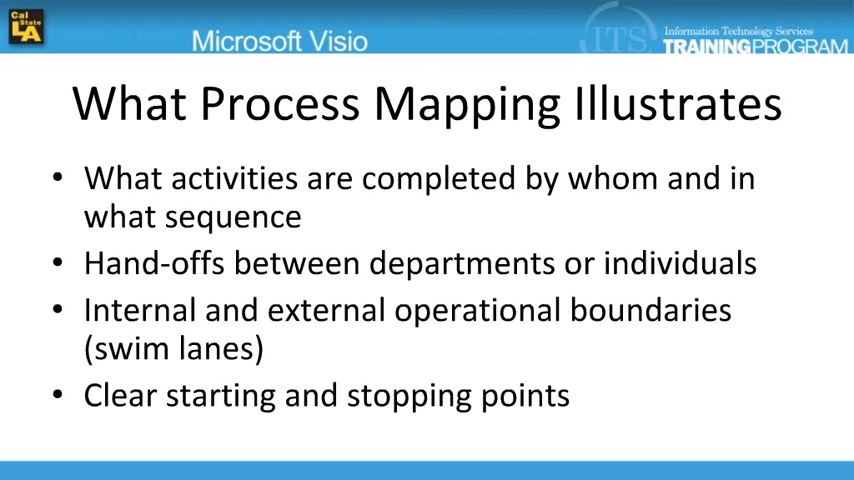 Cal
State
LA
Microsoft Visio
ITS
Information Technology Services
TRAINING PROGRAM
What Process Mapping Illustrates
• What activities are completed by whom and in
what sequence
• Hand-offs between departments or individuals
• Internal and external operational boundaries
(swim lanes)
• Clear starting and stopping points